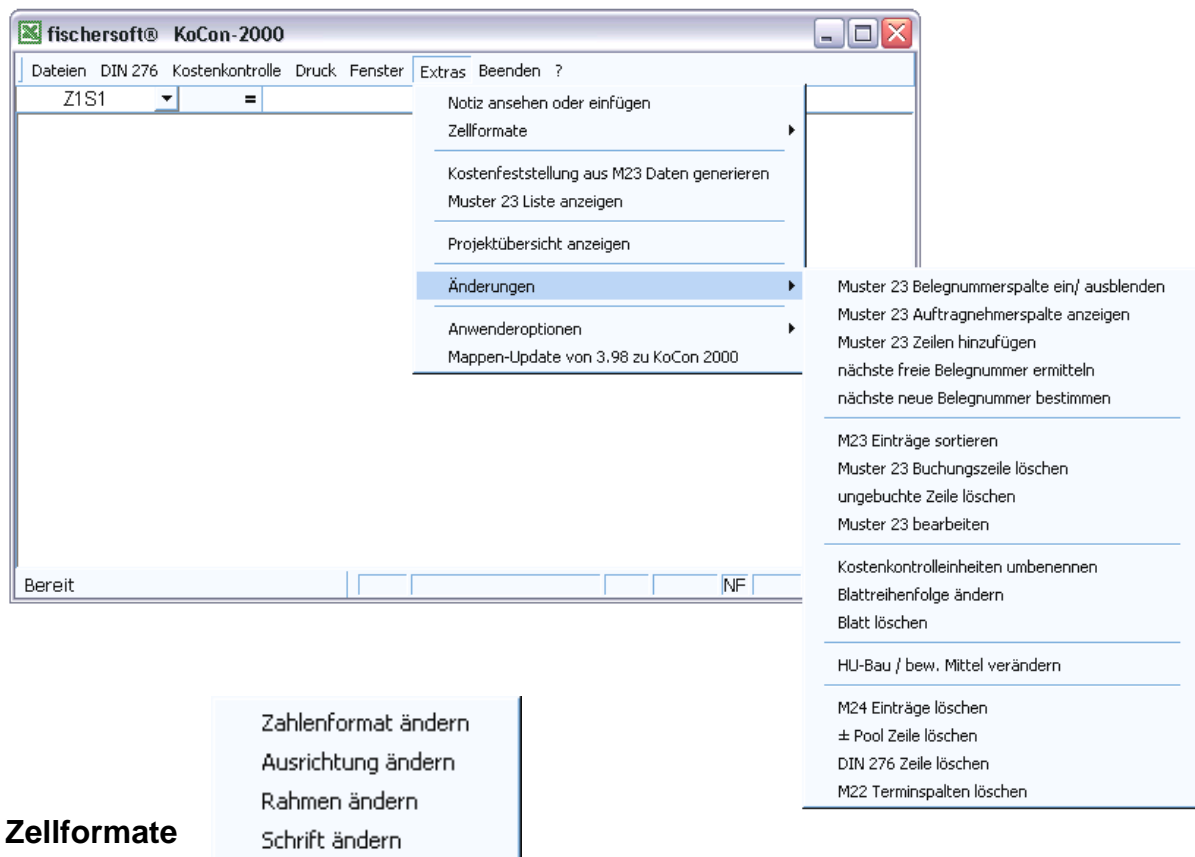 fischersoft® KoCon-2000
Dateien DIN 276 Kostenkontrolle Druck Fenster Extras Beenden ?
Z1S1 =
Notiz ansehen oder einfügen
Zellformate
Kostenfeststellung aus M23 Daten generieren
Muster 23 Liste anzeigen
Projektübersicht anzeigen
Änderungen
Anwenderoptionen
Mappen-Update von 3.98 zu KoCon 2000
Muster 23 Belegnummerspalte ein/ ausblenden
Muster 23 Auftragnehmerspalte anzeigen
Muster 23 Zeilen hinzufügen
nächste freie Belegnummer ermitteln
nächste neue Belegnummer bestimmen
M23 Einträge sortieren
Muster 23 Buchungszeile löschen
ungebuchte Zeile löschen
Muster 23 bearbeiten
Kostenkontrolleinheiten umbenennen
Blattreihenfolge ändern
Blatt löschen
HU-Bau / bew. Mittel verändern
M24 Einträge löschen
± Pool Zeile löschen
DIN 276 Zeile löschen
M22 Terminspalten löschen
Bereit NF
Zahlenformat ändern
Ausrichtung ändern
Rahmen ändern
Schrift ändern
Zellformate